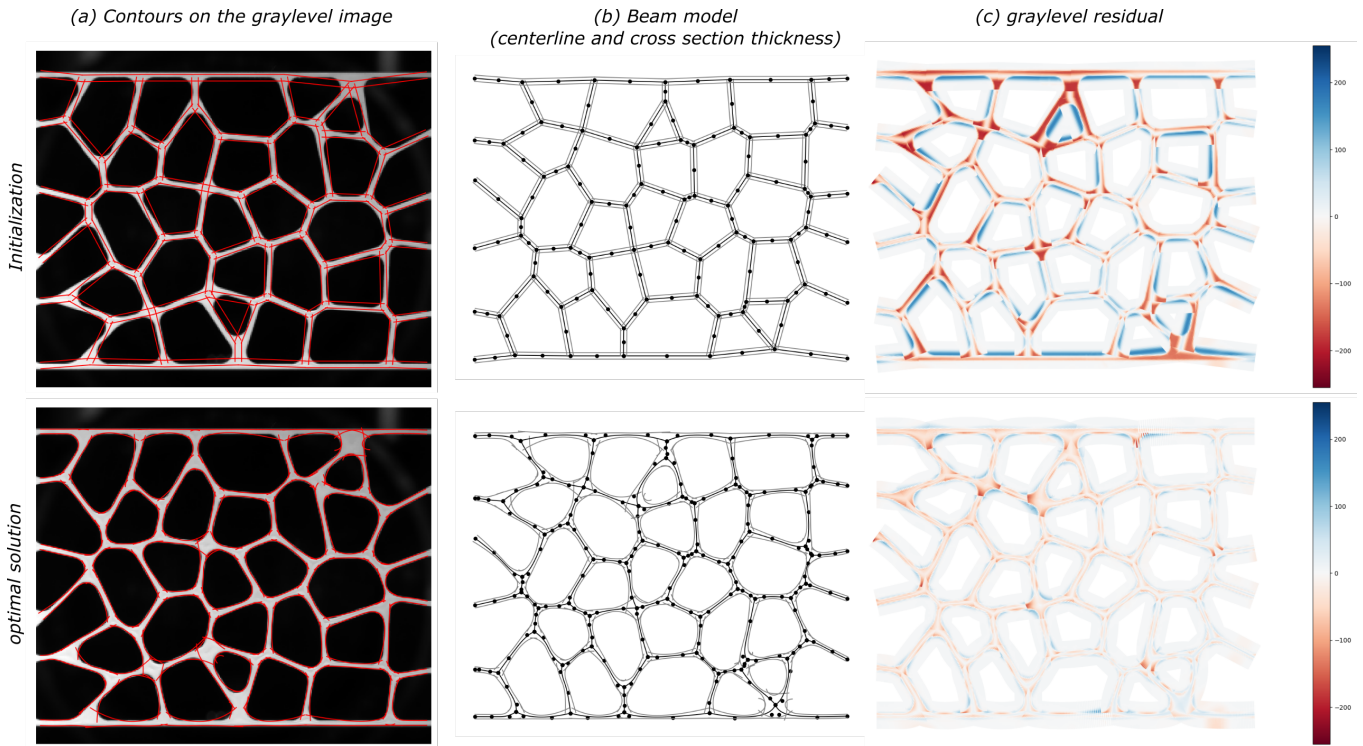 (a) Contours on the graylevel image
(b) Beam model
(centerline and cross section thickness)
(c) graylevel residual
Initialization
200
100
0
−100
−200
optimal solution
200
100
0
−100
−200